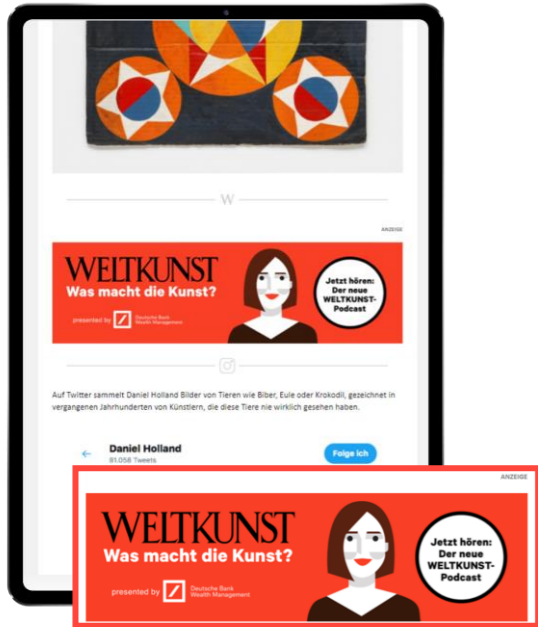 W
ANZEIGE
WELTKUNST
Was macht die Kunst?
presented by
Deutsche Bank
Wealth Management
Jetzt hören:
Der neue
WELTKUNST-
Podcast
Auf Twitter sammelt Daniel Holland Bilder von Tieren wie Biber, Eule oder Krokodil, gezeichnet in
vergangenen Jahrhunderten von Künstlern, die diese Tiere nie wirklich gesehen haben.
Daniel Holland
81.058 Tweets
Folge ich
ANZEIGE
WELTKUNST
Was macht die Kunst?
presented by
Deutsche Bank
Wealth Management
Jetzt hören:
Der neue
WELTKUNST-
Podcast